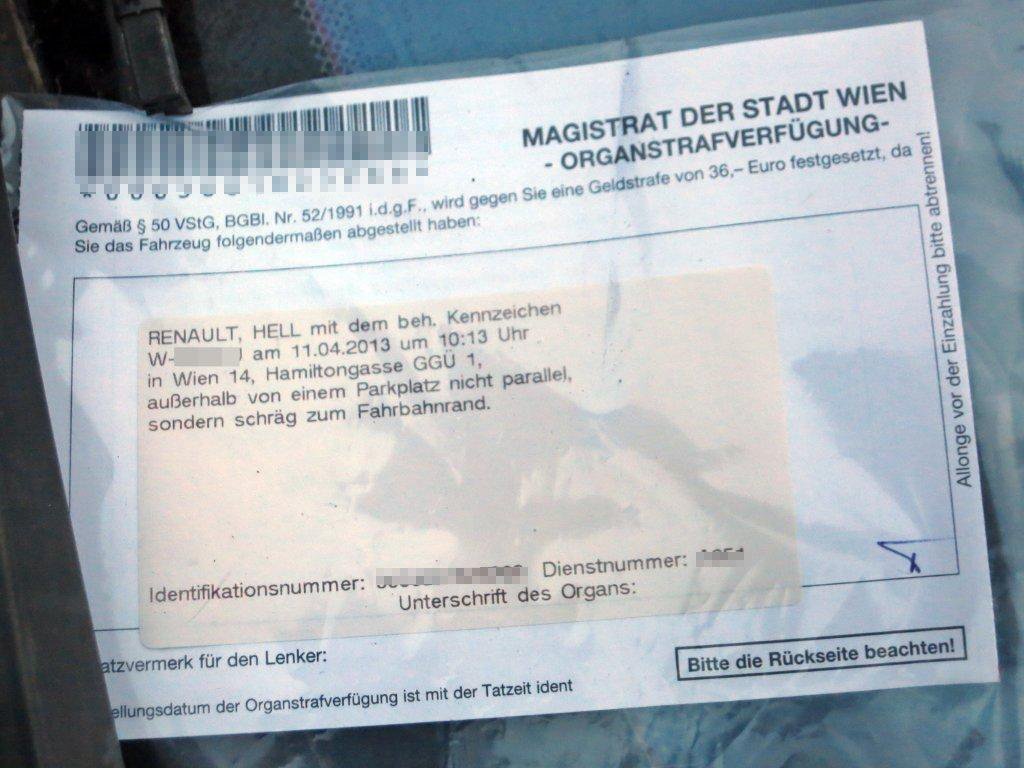 MAGISTRAT DER STADT WIEN
- ORGANSTRAFVERFÜGUNG-
Gemäß § 50 VStG, BGBl. Nr. 52/1991 i.d.g.F., wird gegen Sie eine Geldstrafe von 36,– Euro festgesetzt, da
Sie das Fahrzeug folgendermaßen abgestellt haben:
RENAULT, HELL mit dem beh. Kennzeichen
W- am 11.04.2013 um 10:13 Uhr
in Wien 14, Hamiltongasse GGÜ 1,
außerhalb von einem Parkplatz nicht parallel,
sondern schräg zum Fahrbahnrand.
Identifikationsnummer: Dienstnummer:
Unterschrift des Organs:
atzvermerk für den Lenker:
Bitte die Rückseite beachten!
ellungsdatum der Organstrafverfügung ist mit der Tatzeit ident
Allonge vor der Einzahlung bitte abtrennen!